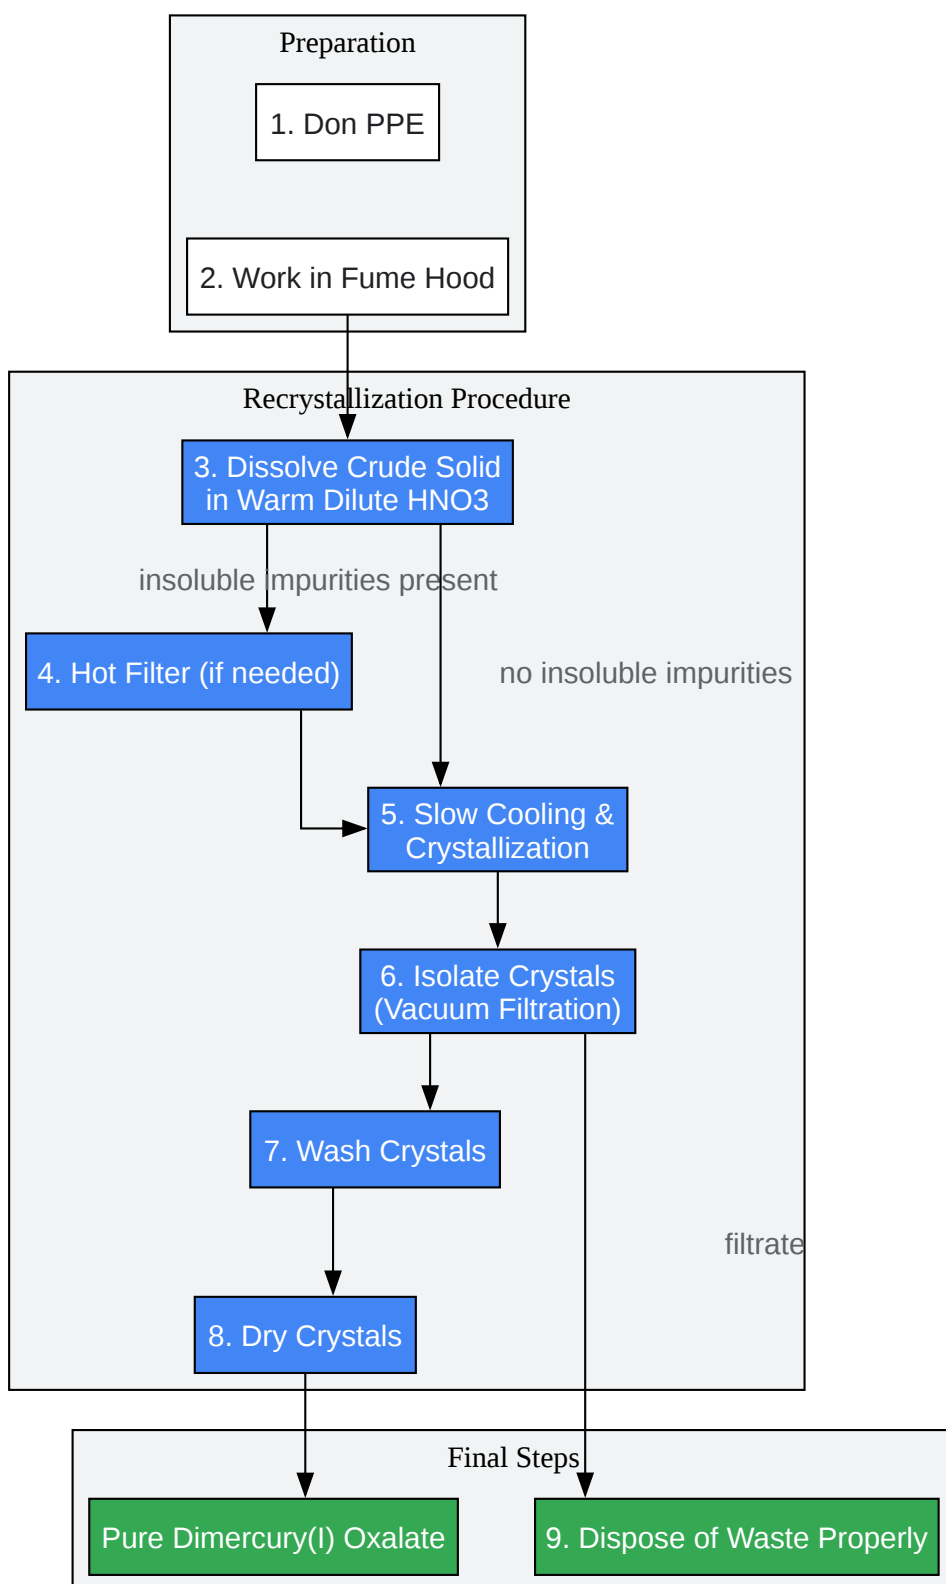 Preparation
1. Don PPE
2. Work in Fume Hood
Recrystallization Procedure
3. Dissolve Crude Solid
in Warm Dilute HNO3
insoluble impurities present
4. Hot Filter (if needed)
no insoluble impurities
5. Slow Cooling &
Crystallization
6. Isolate Crystals
(Vacuum Filtration)
7. Wash Crystals
filtrate
8. Dry Crystals
Final Steps
Pure Dimercury(I) Oxalate
9. Dispose of Waste Properly